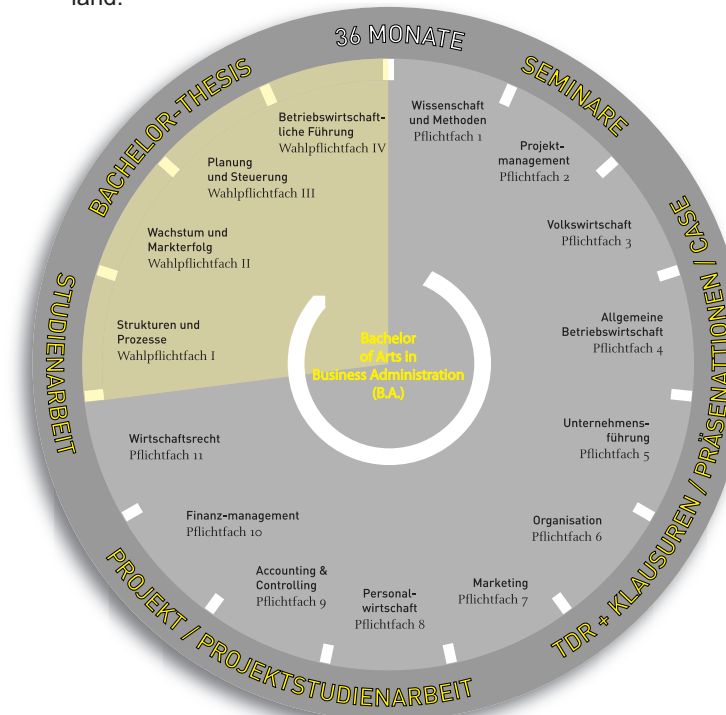 land.
36 MONATE
SEMINARE
TDR + KLAUSUREN / PRÄSENATTIONEN / CASE
PROJEKT / PROJEKTSTUDIENARBEIT
STUDIENARBEIT
BACHELOR-THESIS
Wissenschaft
und Methoden
Pflichtfach 1
Projekt-
management
Pflichtfach 2
Volkswirtschaft
Pflichtfach 3
Allgemeine
Betriebswirtschaft
Pflichtfach 4
Unternehmens-
führung
Pflichtfach 5
Organisation
Pflichtfach 6
Marketing
Pflichtfach 7
Personal-
wirtschaft
Pflichtfach 8
Accounting &
Controlling
Pflichtfach 9
Finanz-management
Pflichtfach 10
Wirtschaftsrecht
Pflichtfach 11
Strukturen und
Prozesse
Wahlpflichtfach I
Wachstum und
Markterfolg
Wahlpflichtfach II
Planung
und Steuerung
Wahlpflichtfach III
Betriebswirtschaft-
liche Führung
Wahlpflichtfach IV
Bachelor
of Arts in
Business Administration
(B.A.)